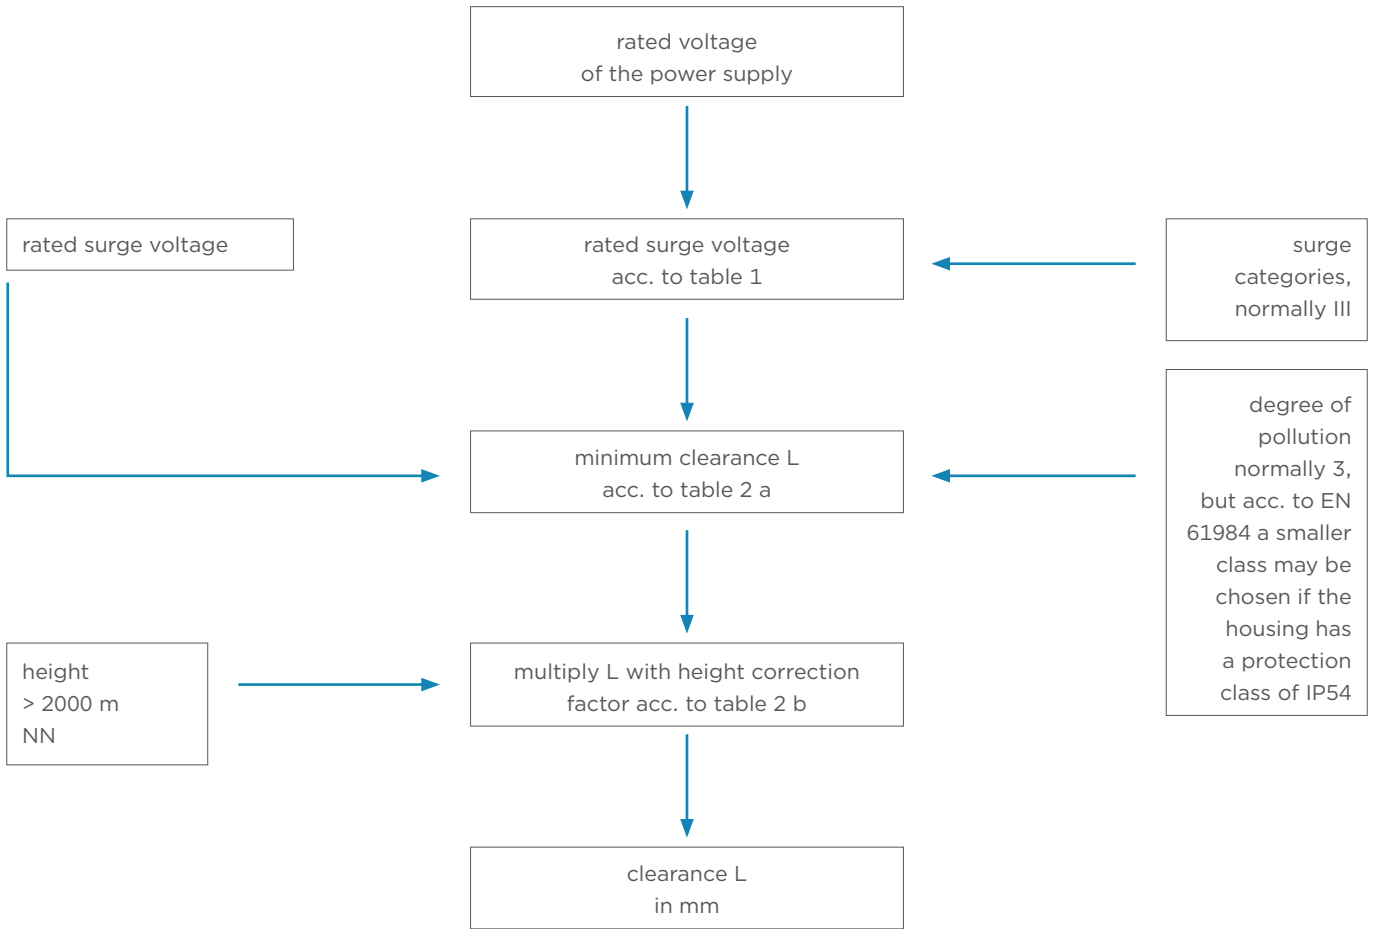 rated voltage
of the power supply
rated surge voltage
rated surge voltage
acc. to table 1
surge
categories,
normally III
minimum clearance L
acc. to table 2 a
degree of
pollution
normally 3,
but acc. to EN
61984 a smaller
class may be
chosen if the
housing has
a protection
class of IP54
height
> 2000 m
NN
multiply L with height correction
factor acc. to table 2 b
clearance L
in mm